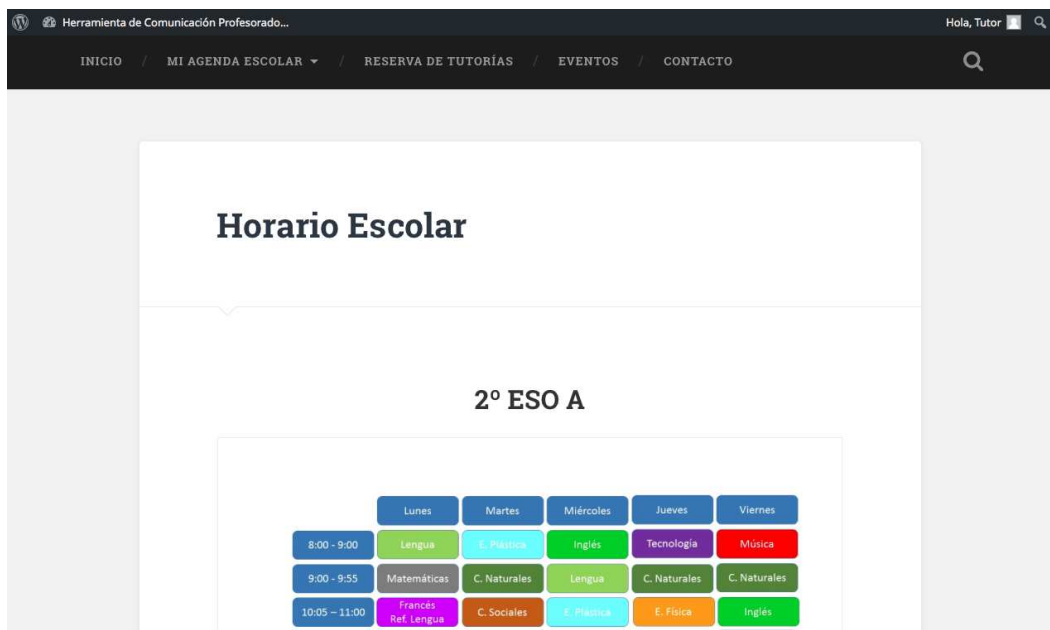 Herramienta de Comunicación Profesorado... Hola, Tutor
INICIO / MI AGENDA ESCOLAR / RESERVA DE TUTORÍAS / EVENTOS / CONTACTO
Horario Escolar
2º ESO A
Lunes Martes Miércoles Jueves Viernes
8:00 - 9:00 Lengua E. Plástica Inglés Tecnología Música
9:00 - 9:55 Matemáticas C. Naturales Lengua C. Naturales C. Naturales
10:05 – 11:00 Francés Ref. Lengua C. Sociales E. Plástica E. Física Inglés